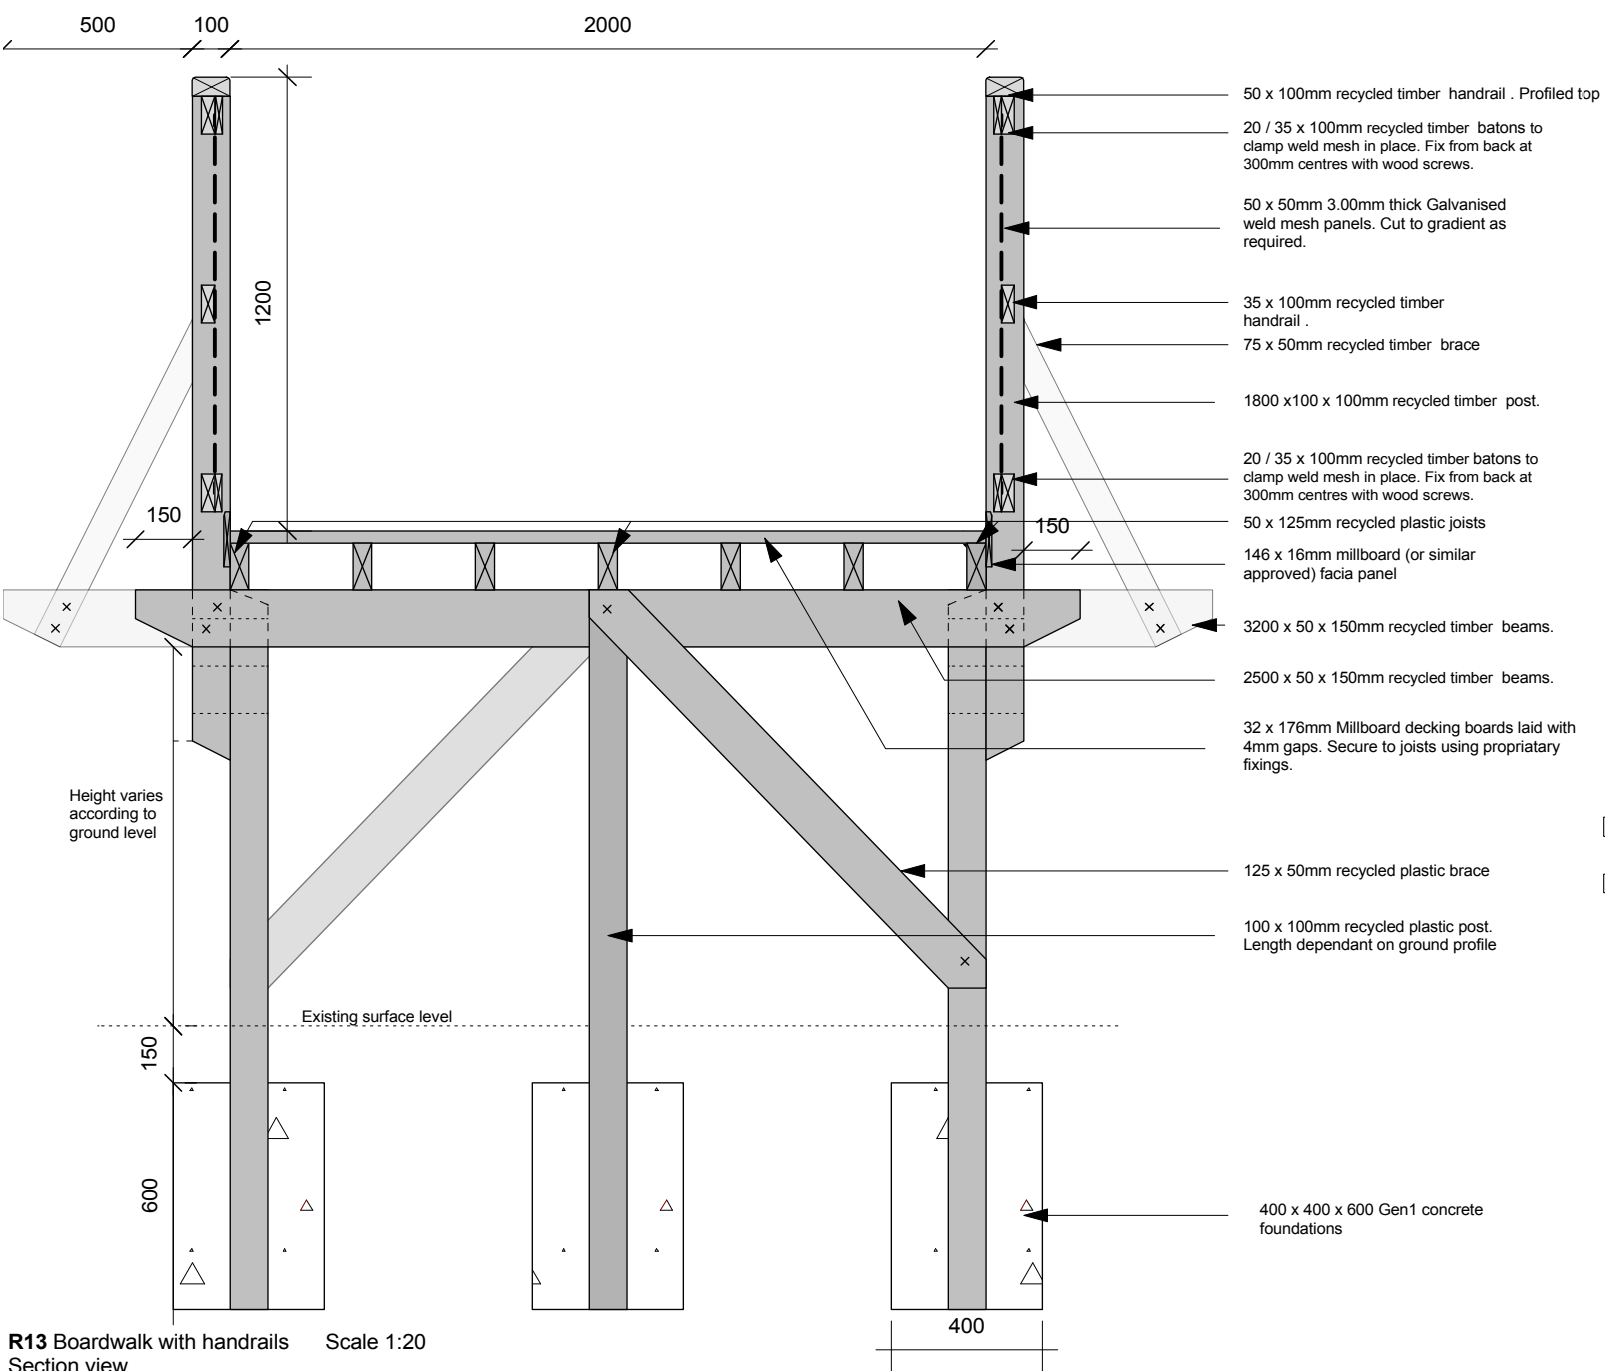 500
100
2000
50 x 100mm recycled timber handrail . Profiled top
20 / 35 x 100mm recycled timber batons to
clamp weld mesh in place. Fix from back at
300mm centres with wood screws.
50 x 50mm 3.00mm thick Galvanised
weld mesh panels. Cut to gradient as
required.
1200
35 x 100mm recycled timber
handrail .
75 x 50mm recycled timber brace
1800 x100 x 100mm recycled timber post.
20 / 35 x 100mm recycled timber batons to
clamp weld mesh in place. Fix from back at
300mm centres with wood screws.
150
150
50 x 125mm recycled plastic joists
146 x 16mm millboard (or similar
approved) facia panel
3200 x 50 x 150mm recycled timber beams.
2500 x 50 x 150mm recycled timber beams.
32 x 176mm Millboard decking boards laid with
4mm gaps. Secure to joists using propriatary
fixings.
Height varies
according to
ground level
125 x 50mm recycled plastic brace
100 x 100mm recycled plastic post.
Length dependant on ground profile
Existing surface level
150
600
400 x 400 x 600 Gen1 concrete
foundations
400
R13 Boardwalk with handrails Scale 1:20
Section view